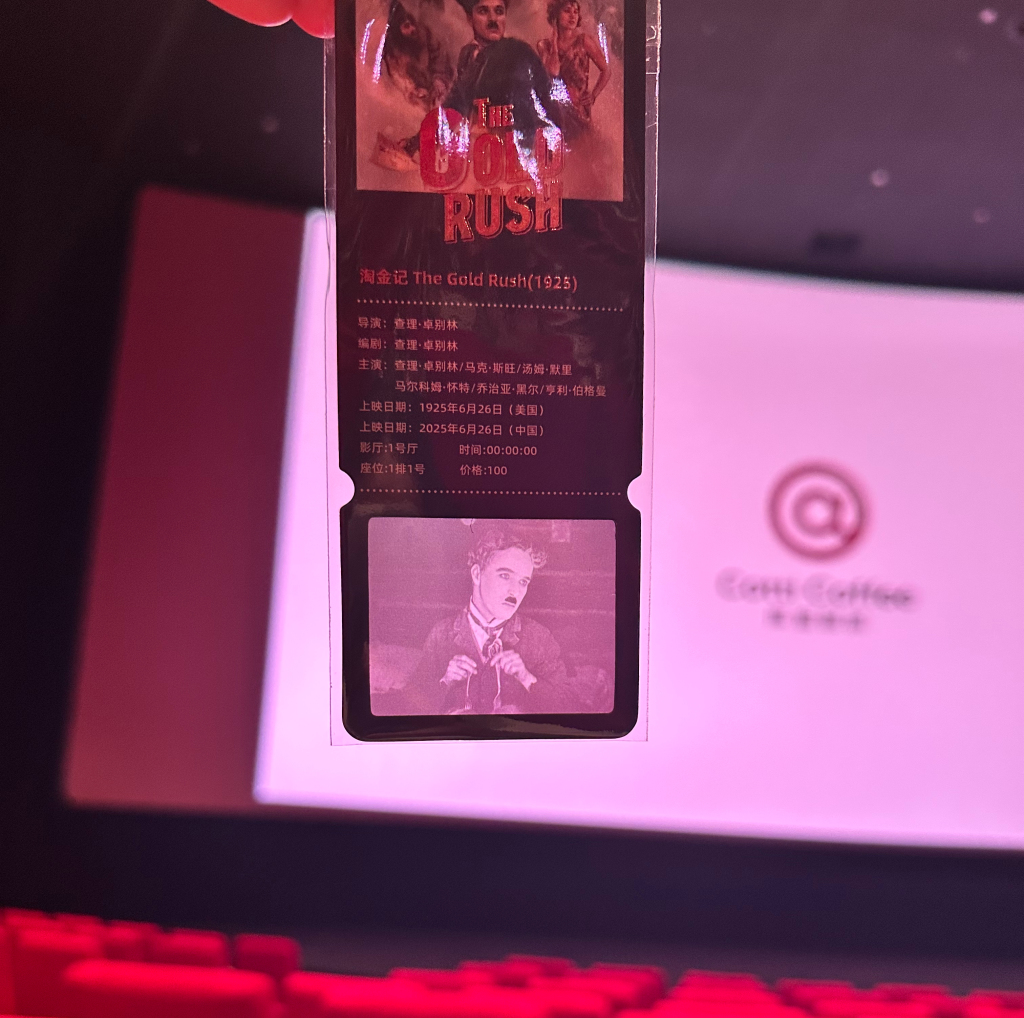 THE
GOLD
RUSH
淘金记 The Gold Rush(1925)
导演：查理·卓别林
编剧：查理·卓别林
主演：查理·卓别林/马克·斯旺/汤姆·默里
马尔科姆·怀特/乔治亚·黑尔/亨利·伯格曼
上映日期：1925年6月26日（美国）
上映日期：2025年6月26日（中国）
影厅:1号厅 时间:00:00:00
座位:1排1号 价格:100
Cotti Coffee